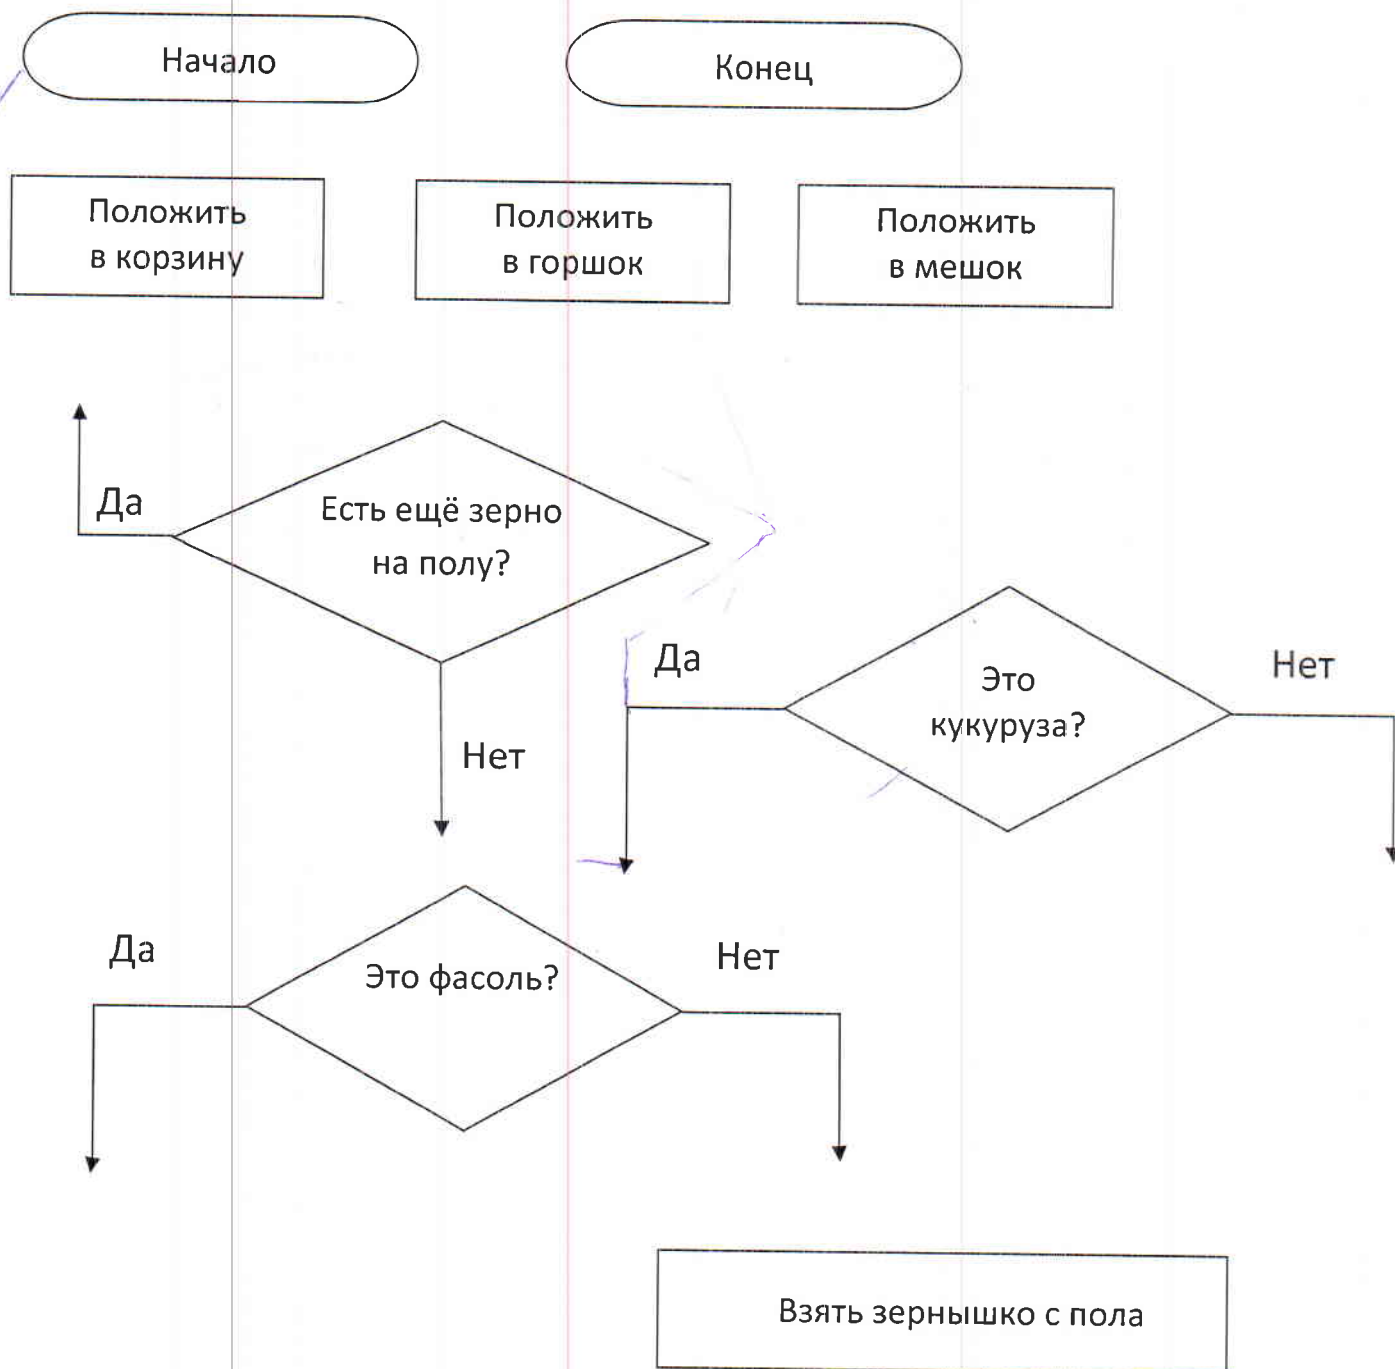 Начало
Конец
Положить
в корзину
Положить
в горшок
Положить
в мешок
Да
Есть ещё зерно
на полу?
Нет
Да
Это
кукуруза?
Нет
Да
Это фасоль?
Нет
Взять зернышко с пола